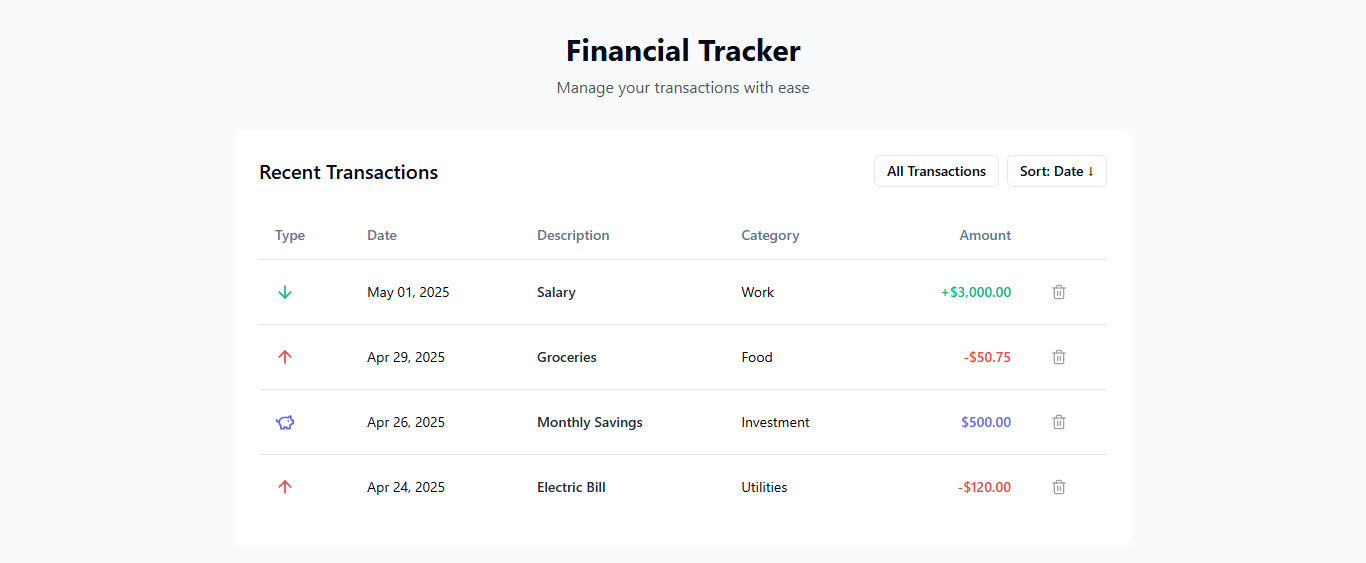 Financial Tracker
Manage your transactions with ease
Recent Transactions All Transactions Sort: Date ↓
Type Date Description Category Amount
May 01, 2025 Salary Work +$3,000.00
Apr 29, 2025 Groceries Food -$50.75
Apr 26, 2025 Monthly Savings Investment $500.00
Apr 24, 2025 Electric Bill Utilities -$120.00